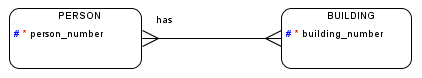 PERSON
# * person_number
has
BUILDING
# * building_number